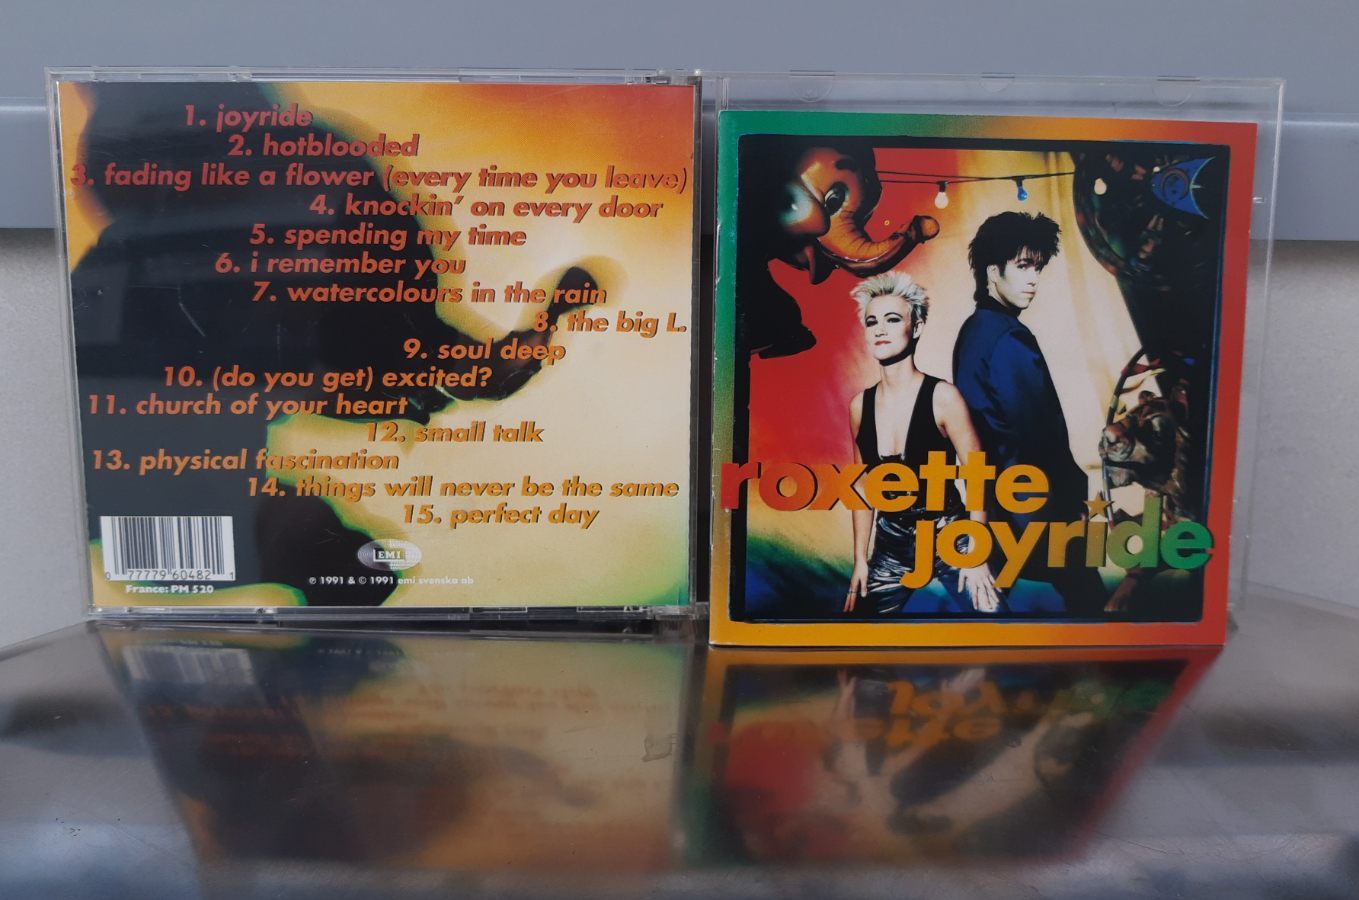 1. joyride
2. hotblooded
3. fading like a flower (every time you leave)
4. knockin' on every door
5. spending my time
6. i remember you
7. watercolours in the rain
8. the big L.
9. soul deep
10. (do you get) excited?
11. church of your heart
12. small talk
13. physical fascination
14. things will never be the same
15. perfect day
0 77779 60482 1
France: PM 520
EMI
℗ 1991 & © 1991 emi svenska ab
roxette
joyride